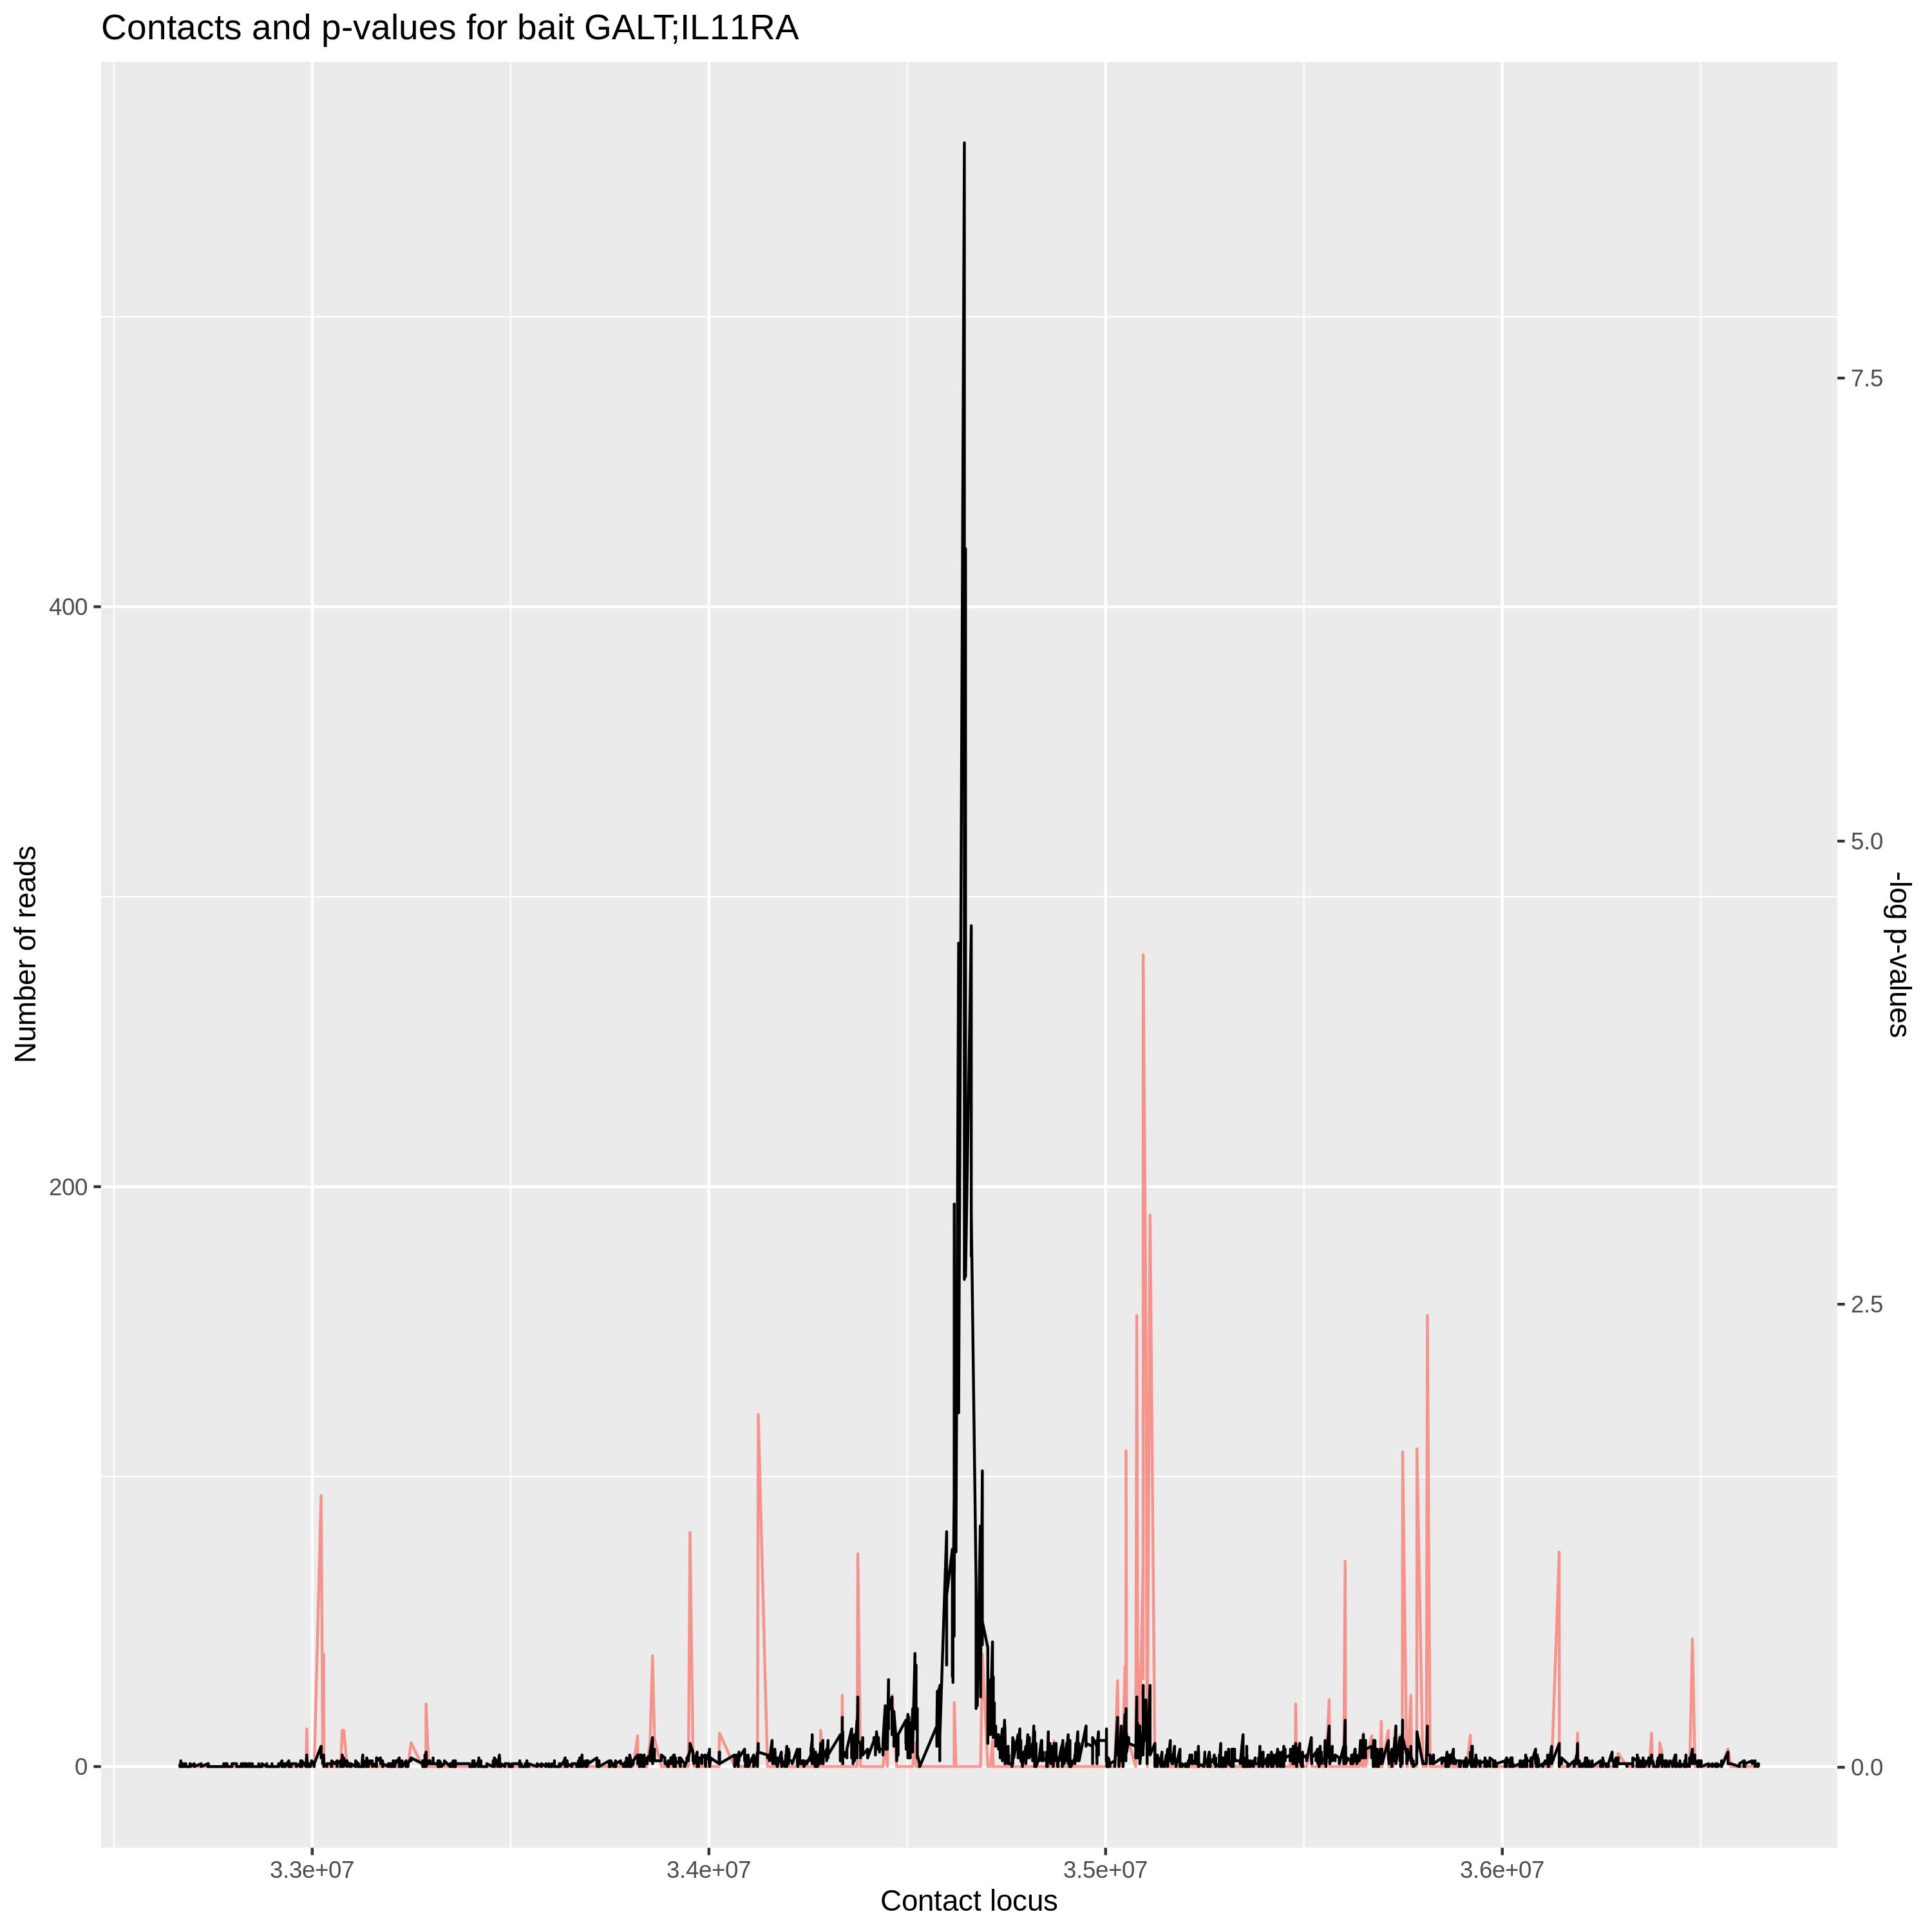 Contacts and p-values for bait GALT;IL11RA
Number of reads
400
200
0
7.5
5.0
2.5
0.0
-log p-values
3.3e+07
3.4e+07
3.5e+07
3.6e+07
Contact locus